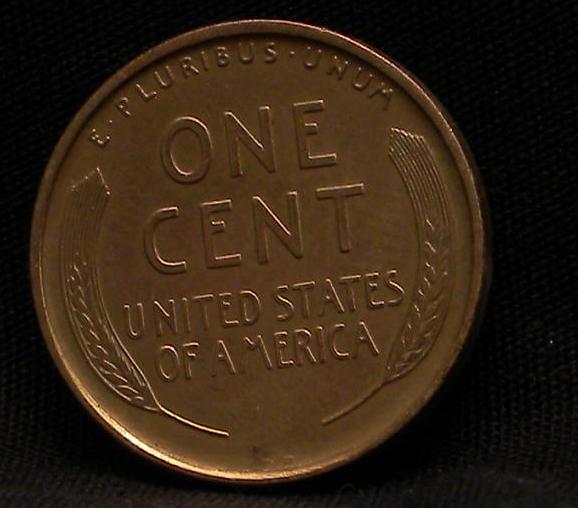 E · PLURIBUS · UNUM
ONE
CENT
UNITED STATES
OF AMERICA